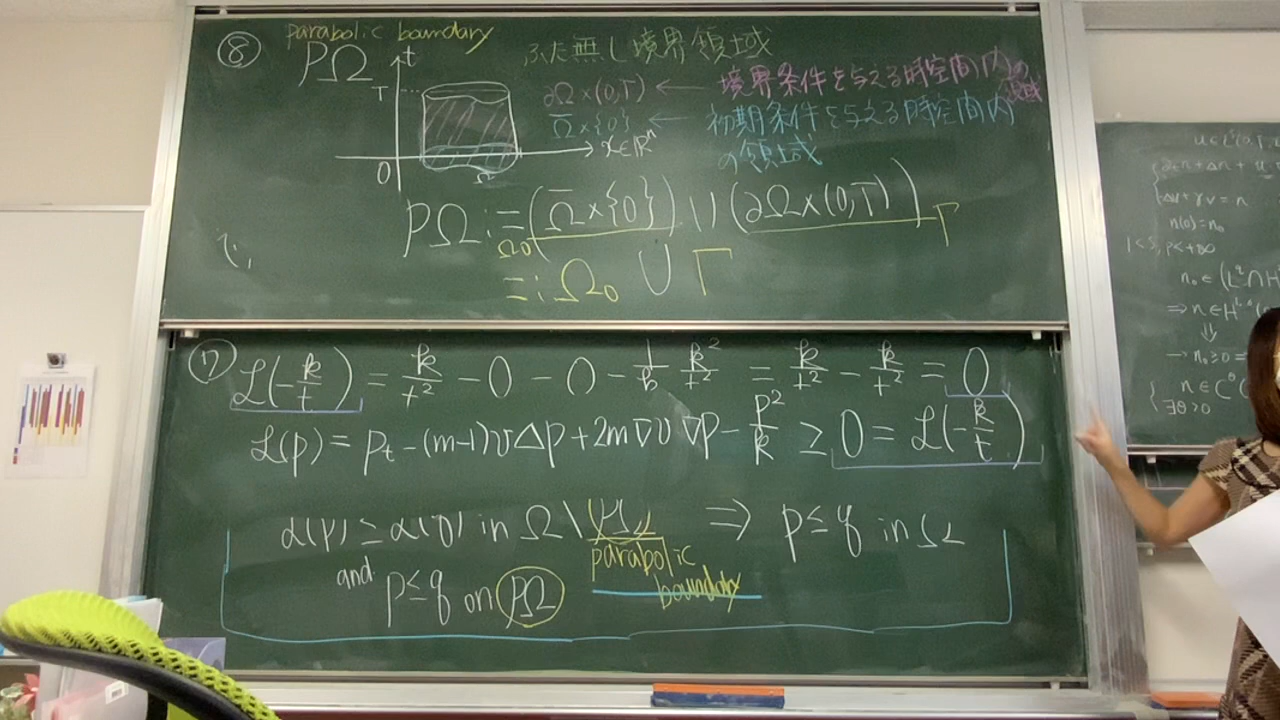 ⑧ parabolic boundary
PΩ
t
T
0
x∈ℝⁿ
Ω
ふた無し境界領域
∂Ω×(0,T) ← 境界条件を与える時空間内の領域
Ω̅×{0} ← 初期条件を与える時空間内の領域
PΩ := (Ω̅×{0}) ∪ (∂Ω×(0,T))
Ω₀ Γ
=: Ω₀ ∪ Γ
⑦ ℒ(-k/t) = k/t² - 0 - 0 - 1/k k²/t² = k/t² - k/t² = 0
ℒ(p) = pₜ - (m-1)v△p + 2m∇v∇p - p²/k ≥ 0 = ℒ(-k/t)
ℒ(p) ≤ ℒ(q) in Ω\PΩ ⇒ p≤q in Ω
parabolic boundary
and p≤q on PΩ
n(0)=n₀
⇓
∃θ>0